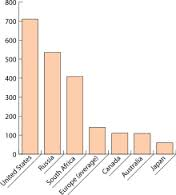 800
700
600
500
400
300
200
100
0
United States
Russia
South Africa
Europe (average)
Canada
Australia
Japan